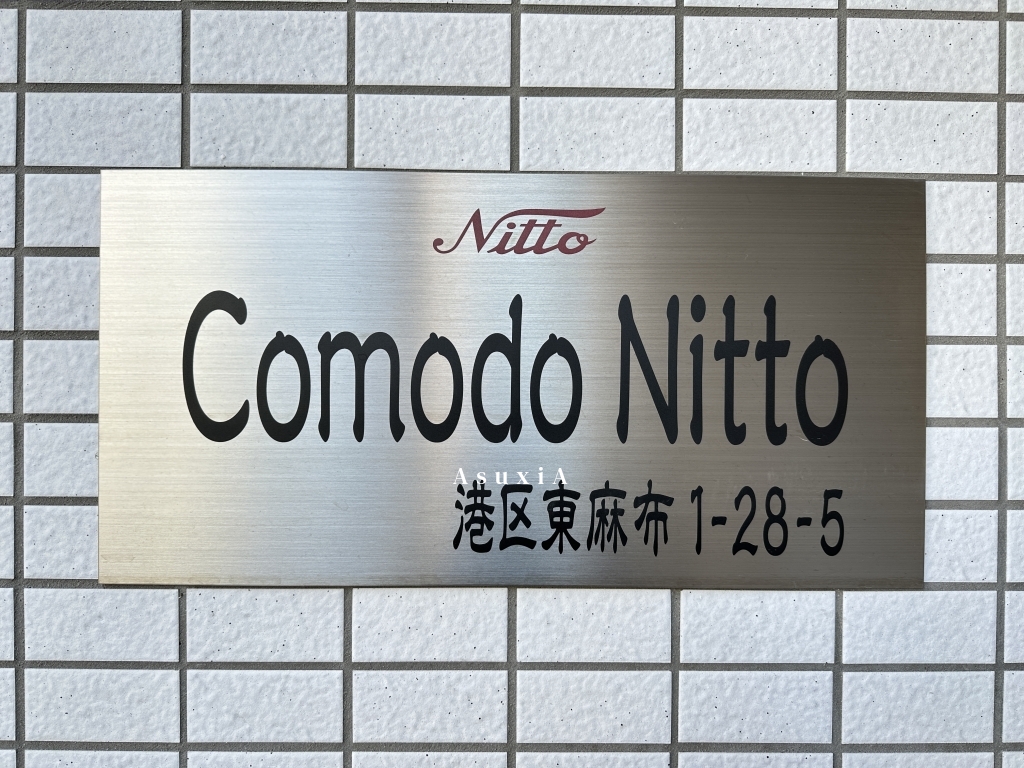 Nitto
Comodo Nitto
AsuxiA
港区東麻布 1-28-5